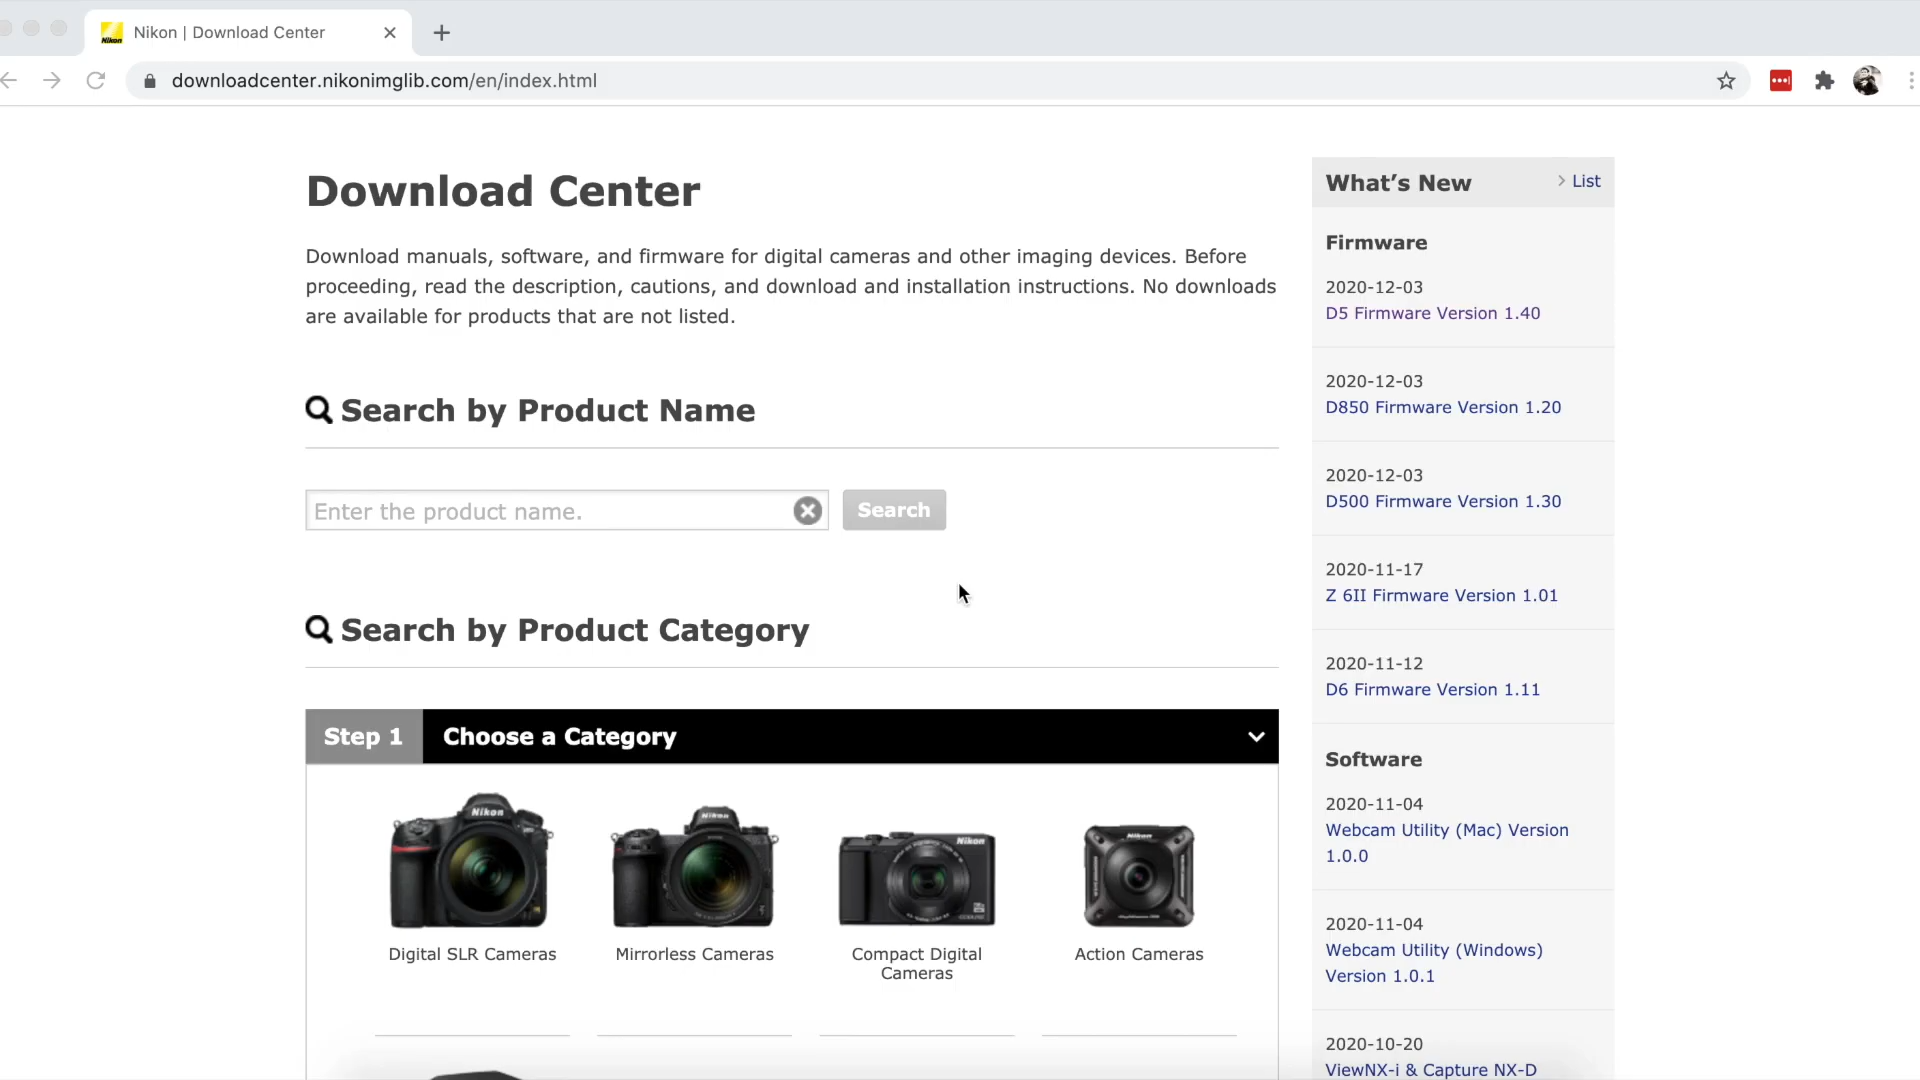 Nikon | Download Center
downloadcenter.nikonimglib.com/en/index.html
Download Center
Download manuals, software, and firmware for digital cameras and other imaging devices. Before
proceeding, read the description, cautions, and download and installation instructions. No downloads
are available for products that are not listed.
Search by Product Name
Enter the product name.
Search
Search by Product Category
Step 1
Choose a Category
Nikon
Nikon
Nikon
Nikon
Digital SLR Cameras
Mirrorless Cameras
Compact Digital
Cameras
Action Cameras
What's New
List
Firmware
2020-12-03
D5 Firmware Version 1.40
2020-12-03
D850 Firmware Version 1.20
2020-12-03
D500 Firmware Version 1.30
2020-11-17
Z 6II Firmware Version 1.01
2020-11-12
D6 Firmware Version 1.11
Software
2020-11-04
Webcam Utility (Mac) Version
1.0.0
2020-11-04
Webcam Utility (Windows)
Version 1.0.1
2020-10-20
ViewNX-i & Capture NX-D